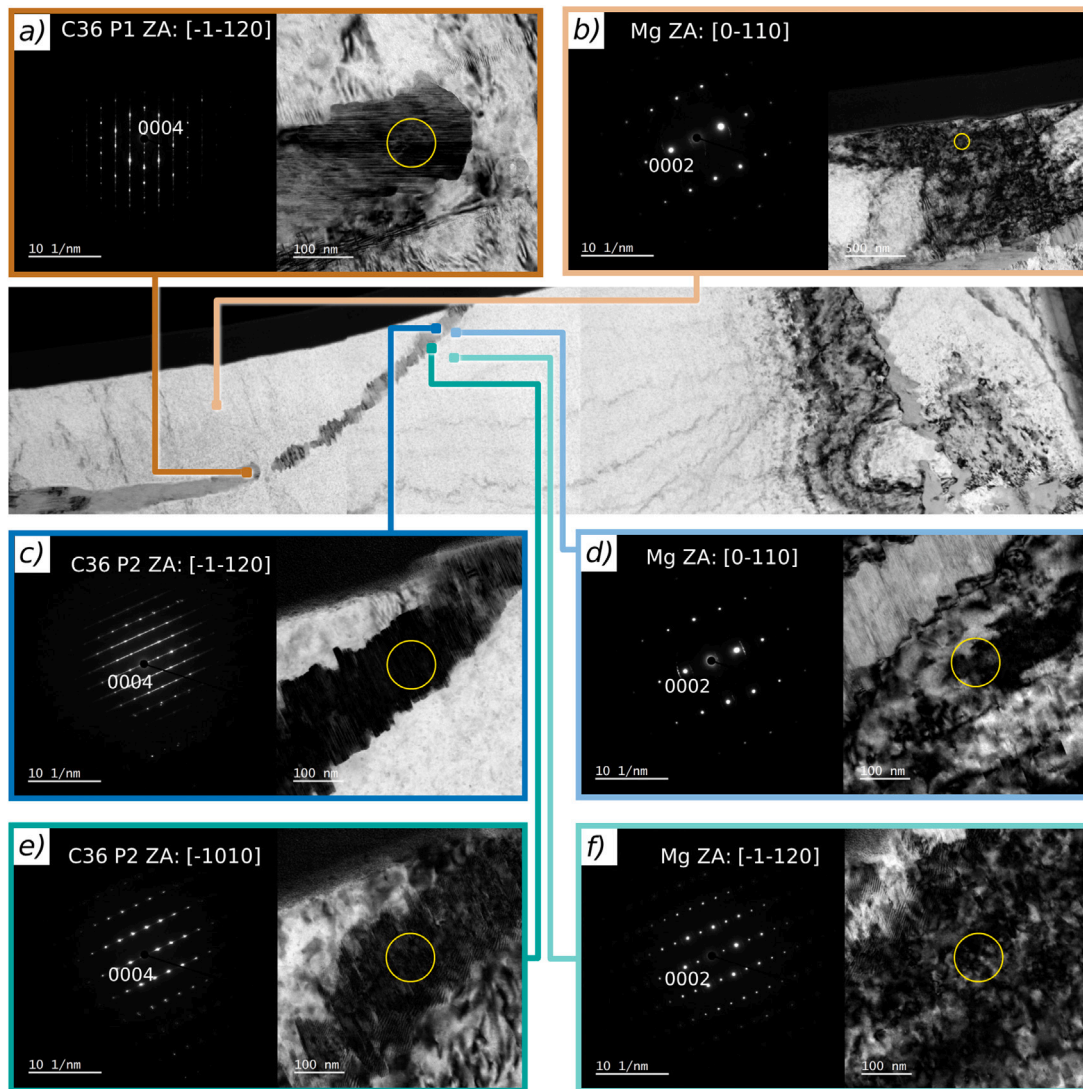 a) C36 P1 ZA: [-1-120]
0004
10 1/nm
100 nm
b) Mg ZA: [0-110]
0002
10 1/nm
500 nm
c) C36 P2 ZA: [-1-120]
0004
10 1/nm
100 nm
d) Mg ZA: [0-110]
0002
10 1/nm
100 nm
e) C36 P2 ZA: [-1010]
0004
10 1/nm
100 nm
f) Mg ZA: [-1-120]
0002
10 1/nm
100 nm